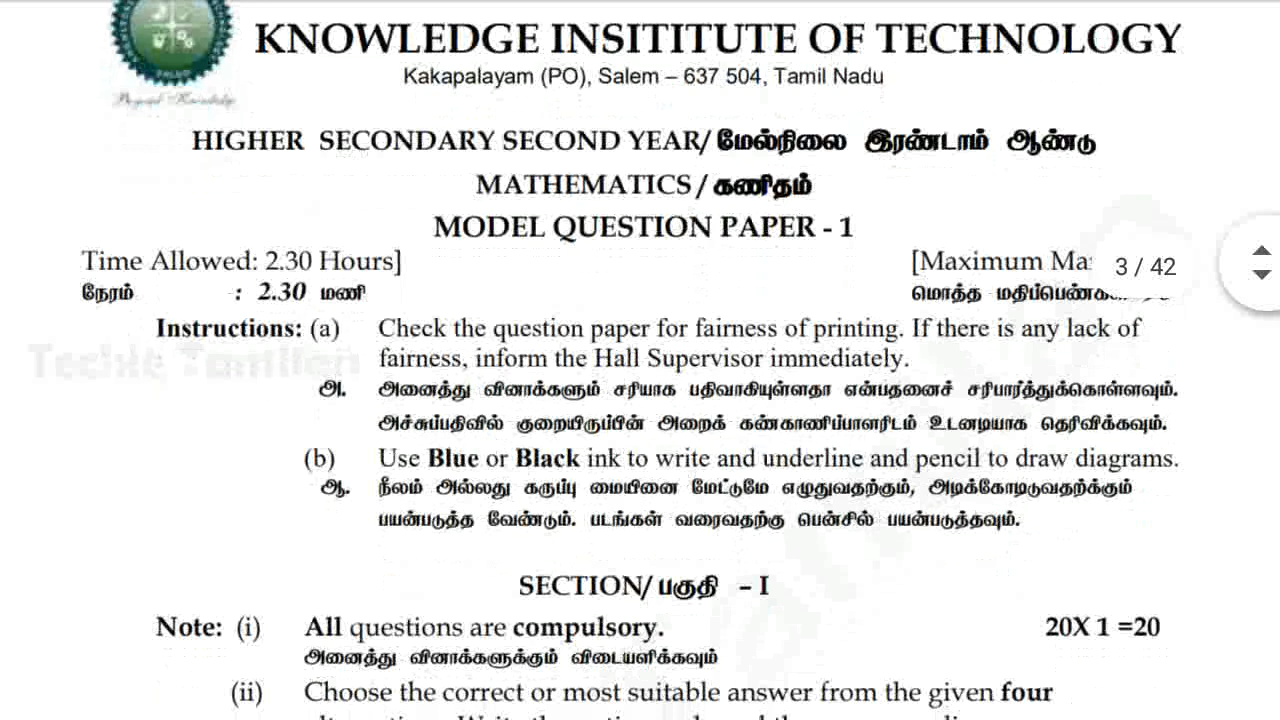 KNOWLEDGE INSITITUTE OF TECHNOLOGY
Kakapalayam (PO), Salem – 637 504, Tamil Nadu
Beyond Knowledge
HIGHER SECONDARY SECOND YEAR/ மேல்நிலை இரண்டாம் ஆண்டு
MATHEMATICS / கணிதம்
MODEL QUESTION PAPER - 1
Time Allowed: 2.30 Hours] [Maximum
3 / 42
நேரம் : 2.30 மணி மொத்த
Instructions: (a) Check the question paper for fairness of printing. If there is any lack of
fairness, inform the Hall Supervisor immediately.
Techie Tamilan
அ. அனைத்து வினாக்களும் சரியாக பதிவாகியுள்ளதா என்பதனைச் சரிபார்த்துக்கொள்ளவும்.
அச்சுப்பதிவில் குறையிருப்பின் அறைக் கண்காணிப்பாளரிடம் உடனடியாக தெரிவிக்கவும்.
(b) Use Blue or Black ink to write and underline and pencil to draw diagrams.
ஆ. நீலம் அல்லது கருப்பு மையினை மேட்டுமே எழுதுவதற்கும், அடிக்கோடிடுவதற்க்கும்
பயன்படுத்த வேண்டும். படங்கள் வரைவதற்கு பென்சில் பயன்படுத்தவும்.
SECTION/ பகுதி – I
Note: (i) All questions are compulsory. 20X 1 =20
அனைத்து வினாக்களுக்கும் விடையளிக்கவும்
(ii) Choose the correct or most suitable answer from the given four